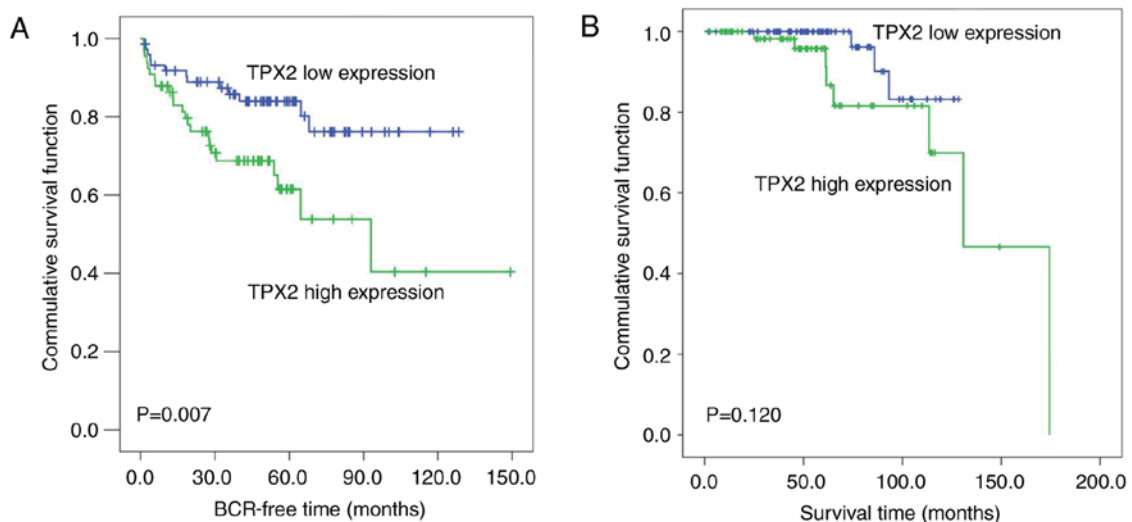 A
Commulative survival function
1.0
0.8
0.6
0.4
0.2
0.0
TPX2 low expression
TPX2 high expression
P=0.007
0.0 30.0 60.0 90.0 120.0 150.0
BCR-free time (months)
B
Commulative survival function
1.0
0.8
0.6
0.4
0.2
0.0
TPX2 low expression
TPX2 high expression
P=0.120
0.0 50.0 100.0 150.0 200.0
Survival time (months)